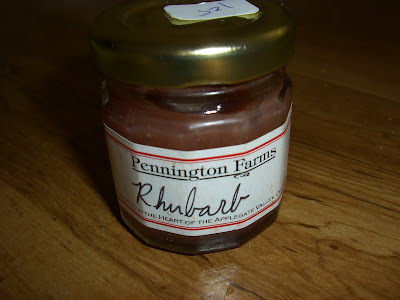 Pennington Farms
Rhubarb
the Heart of the Applegate Valley, O